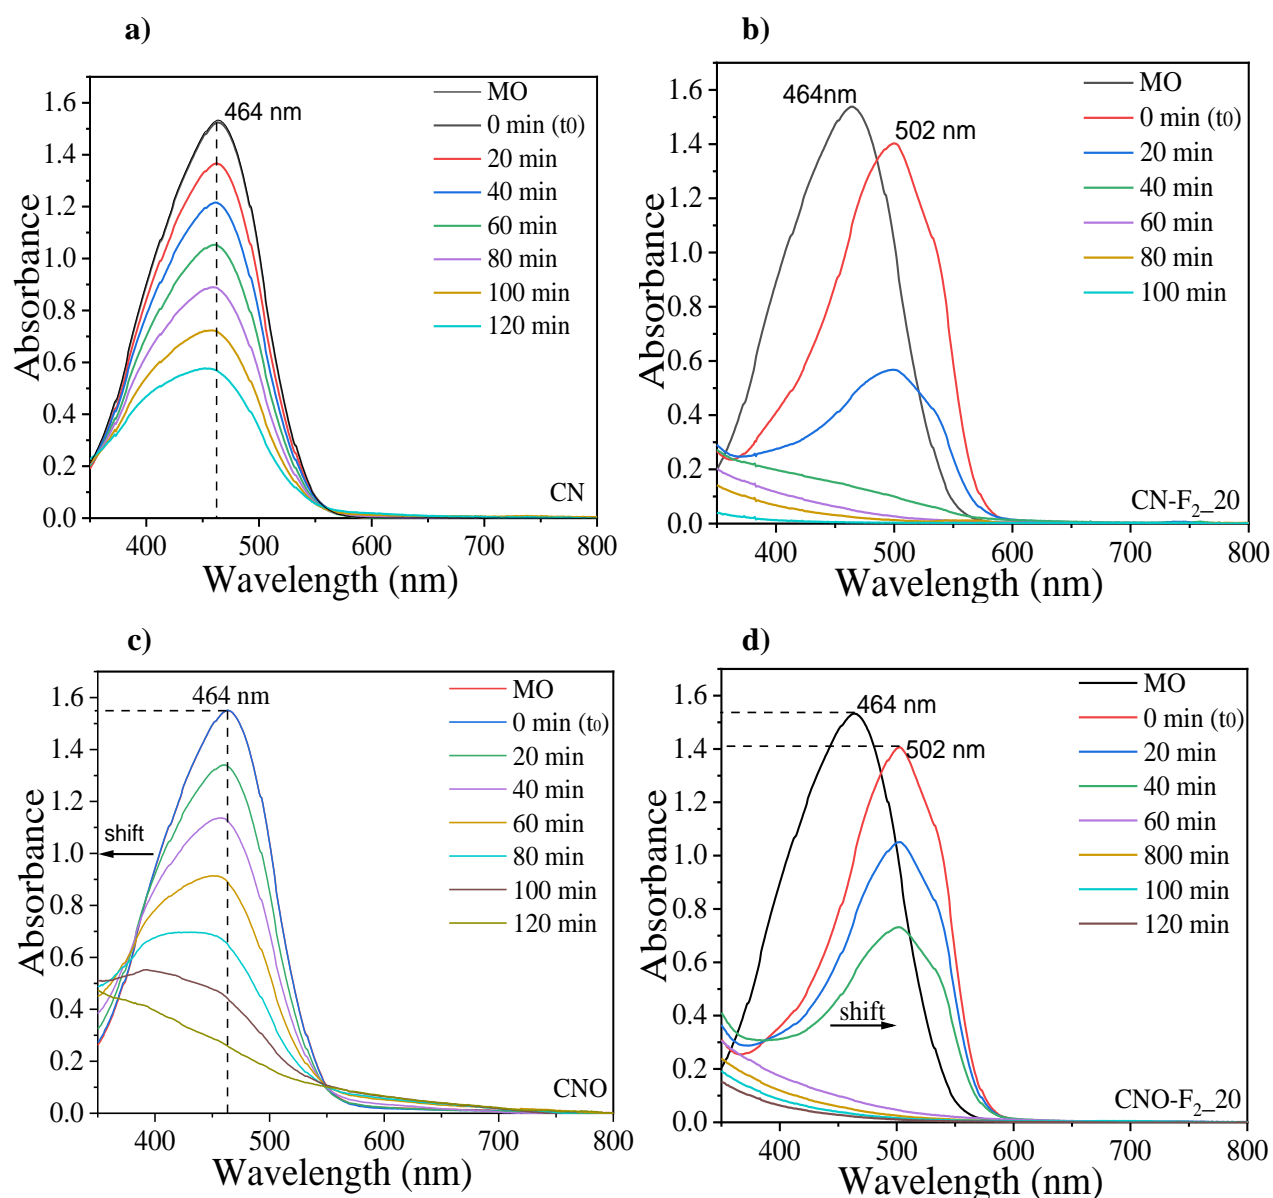 a)
1.6
1.4
1.2
1.0
0.8
0.6
0.4
0.2
0.0
Absorbance
464 nm
MO
0 min (t0)
20 min
40 min
60 min
80 min
100 min
120 min
CN
400
500
600
700
800
Wavelength (nm)
b)
1.6
1.4
1.2
1.0
0.8
0.6
0.4
0.2
0.0
Absorbance
464nm
502 nm
MO
0 min (t0)
20 min
40 min
60 min
80 min
100 min
CN-F2_20
400
500
600
700
800
Wavelength (nm)
c)
1.6
1.4
1.2
1.0
0.8
0.6
0.4
0.2
0.0
Absorbance
464 nm
shift
MO
0 min (t0)
20 min
40 min
60 min
80 min
100 min
120 min
CNO
400
500
600
700
800
Wavelength (nm)
d)
1.6
1.4
1.2
1.0
0.8
0.6
0.4
0.2
0.0
Absorbance
464 nm
502 nm
shift
MO
0 min (t0)
20 min
40 min
60 min
800 min
100 min
120 min
CNO-F2_20
400
500
600
700
800
Wavelength (nm)